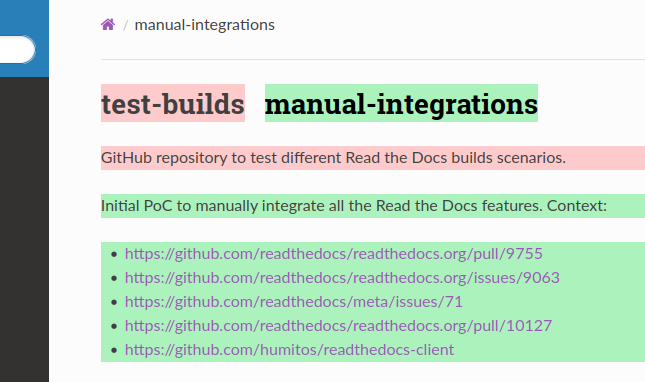 / manual-integrations
test-builds manual-integrations
GitHub repository to test different Read the Docs builds scenarios.
Initial PoC to manually integrate all the Read the Docs features. Context:
• https://github.com/readthedocs/readthedocs.org/pull/9755
• https://github.com/readthedocs/readthedocs.org/issues/9063
• https://github.com/readthedocs/meta/issues/71
• https://github.com/readthedocs/readthedocs.org/pull/10127
• https://github.com/humitos/readthedocs-client